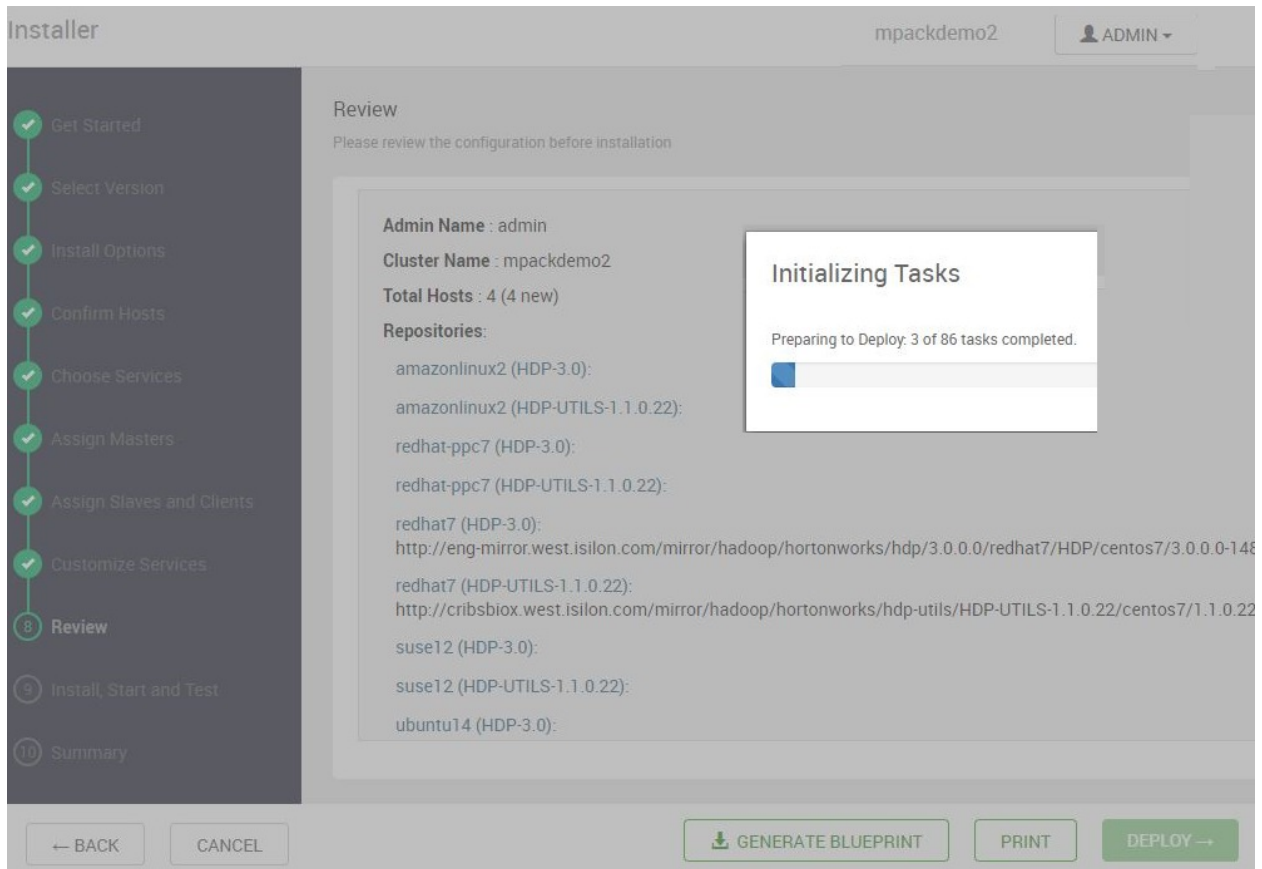 Installer
mpackdemo2
ADMIN
Get Started
Select Version
Install Options
Confirm Hosts
Choose Services
Assign Masters
Assign Slaves and Clients
Customize Services
8 Review
9 Install, Start and Test
10 Summary
Review
Please review the configuration before installation
Admin Name : admin
Cluster Name : mpackdemo2
Total Hosts : 4 (4 new)
Repositories:
amazonlinux2 (HDP-3.0):
amazonlinux2 (HDP-UTILS-1.1.0.22):
redhat-ppc7 (HDP-3.0):
redhat-ppc7 (HDP-UTILS-1.1.0.22):
redhat7 (HDP-3.0):
http://eng-mirror.west.isilon.com/mirror/hadoop/hortonworks/hdp/3.0.0.0/redhat7/HDP/centos7/3.0.0.0-148
redhat7 (HDP-UTILS-1.1.0.22):
http://cribsbiox.west.isilon.com/mirror/hadoop/hortonworks/hdp-utils/HDP-UTILS-1.1.0.22/centos7/1.1.0.22
suse12 (HDP-3.0):
suse12 (HDP-UTILS-1.1.0.22):
ubuntu14 (HDP-3.0):
Initializing Tasks
Preparing to Deploy: 3 of 86 tasks completed.
← BACK
CANCEL
GENERATE BLUEPRINT
PRINT
DEPLOY →